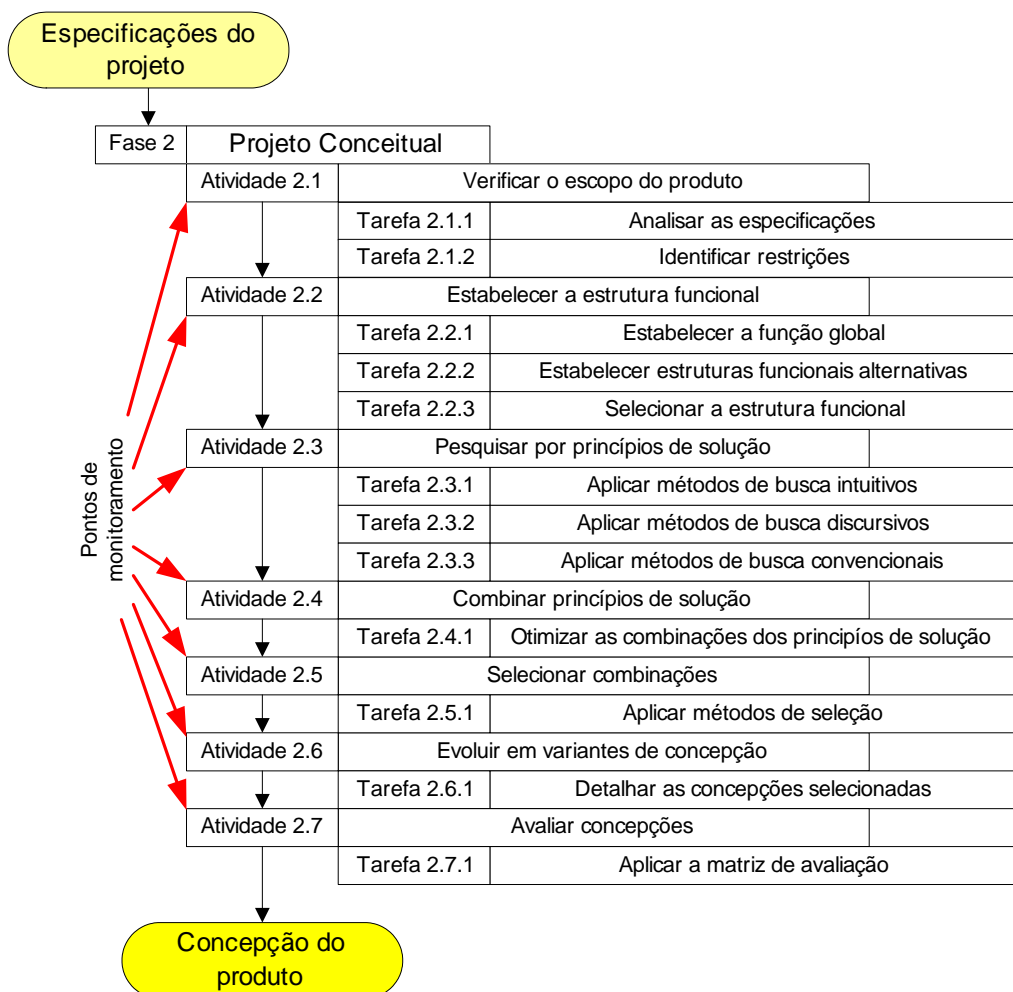 Especificações do
projeto
Fase 2 Projeto Conceitual
Atividade 2.1 Verificar o escopo do produto
Tarefa 2.1.1 Analisar as especificações
Tarefa 2.1.2 Identificar restrições
Atividade 2.2 Estabelecer a estrutura funcional
Tarefa 2.2.1 Estabelecer a função global
Tarefa 2.2.2 Estabelecer estruturas funcionais alternativas
Tarefa 2.2.3 Selecionar a estrutura funcional
Atividade 2.3 Pesquisar por princípios de solução
Tarefa 2.3.1 Aplicar métodos de busca intuitivos
Tarefa 2.3.2 Aplicar métodos de busca discursivos
Tarefa 2.3.3 Aplicar métodos de busca convencionais
Atividade 2.4 Combinar princípios de solução
Tarefa 2.4.1 Otimizar as combinações dos principíos de solução
Atividade 2.5 Selecionar combinações
Tarefa 2.5.1 Aplicar métodos de seleção
Atividade 2.6 Evoluir em variantes de concepção
Tarefa 2.6.1 Detalhar as concepções selecionadas
Atividade 2.7 Avaliar concepções
Tarefa 2.7.1 Aplicar a matriz de avaliação
Pontos de
monitoramento
Concepção do
produto